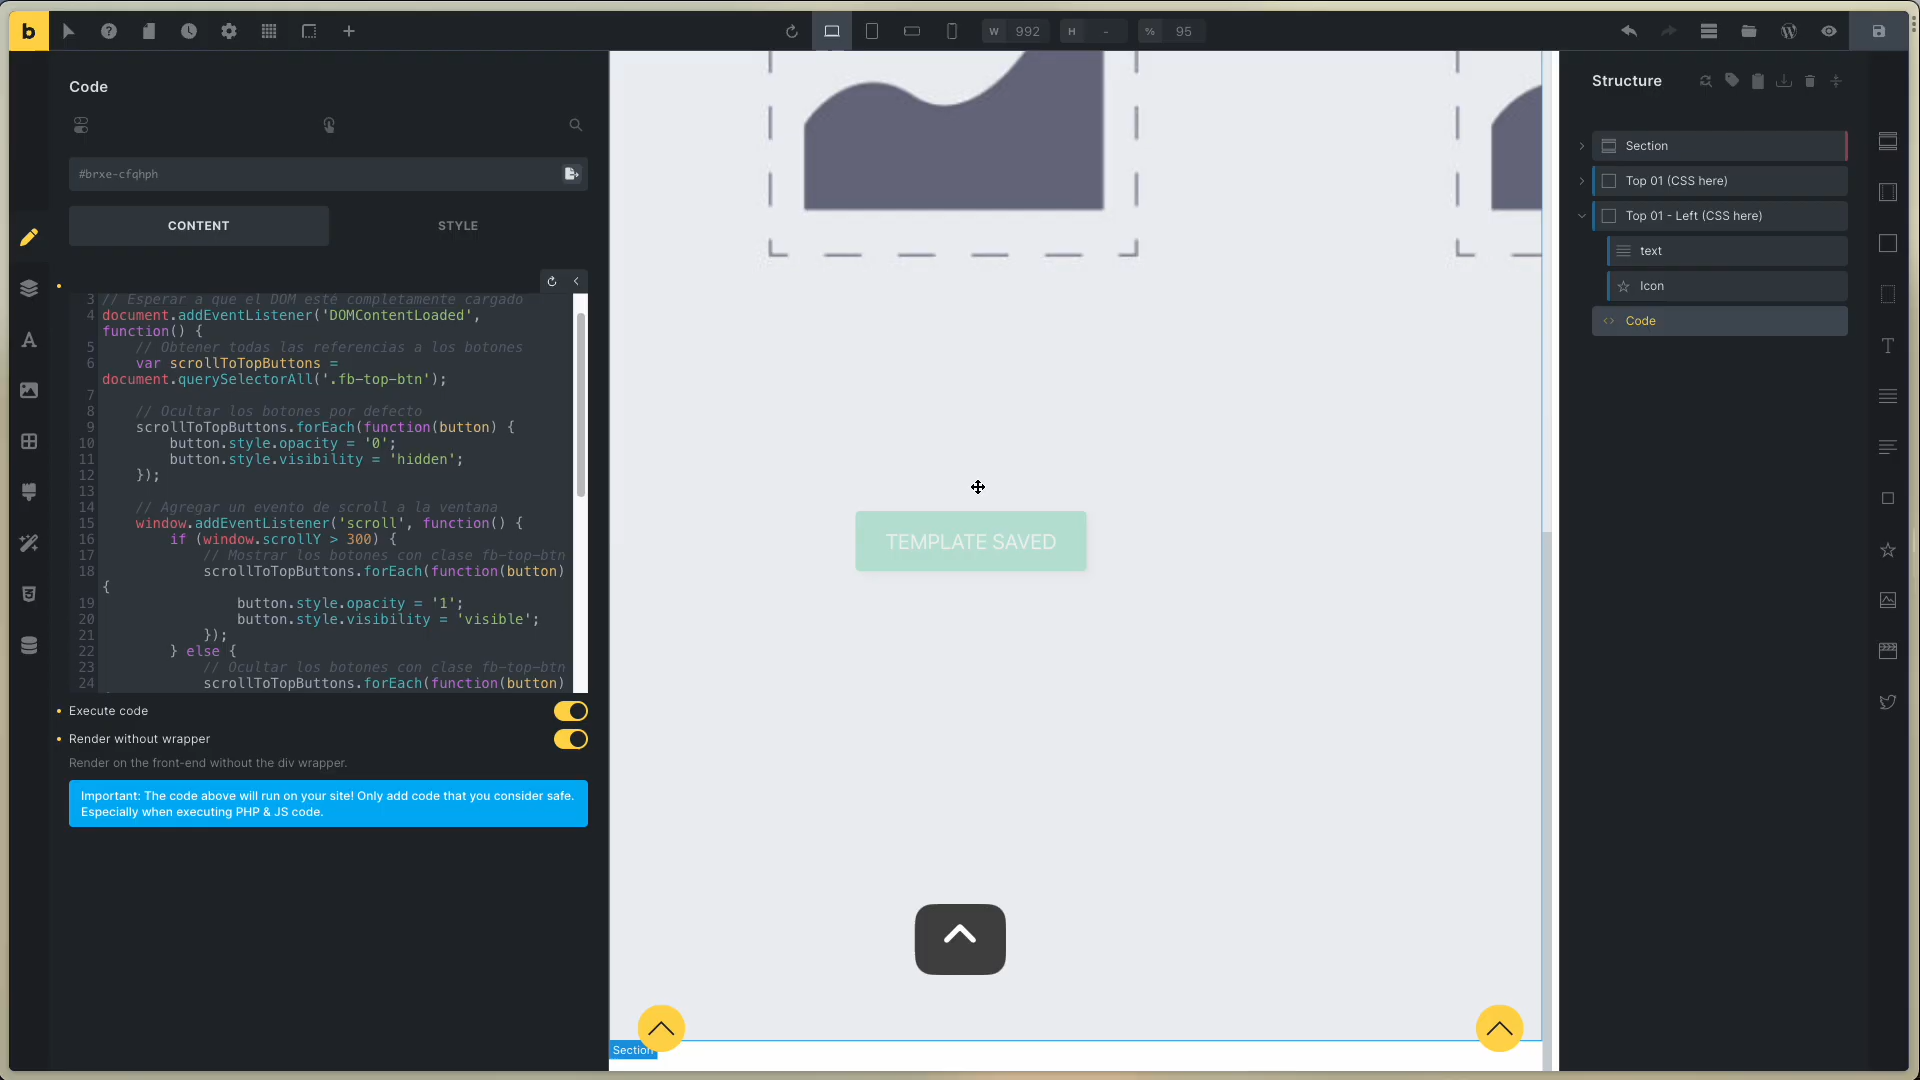 b
W 992 H - % 95
Code
#brxe-cfqhph
CONTENT STYLE
3 // Esperar a que el DOM esté completamente cargado
4 document.addEventListener('DOMContentLoaded',
function() {
5 // Obtener todas las referencias a los botones
6 var scrollToTopButtons =
document.querySelectorAll('.fb-top-btn');
7
8 // Ocultar los botones por defecto
9 scrollToTopButtons.forEach(function(button) {
10 button.style.opacity = '0';
11 button.style.visibility = 'hidden';
12 });
13
14 // Agregar un evento de scroll a la ventana
15 window.addEventListener('scroll', function() {
16 if (window.scrollY > 300) {
17 // Mostrar los botones con clase fb-top-btn
18 scrollToTopButtons.forEach(function(button)
{
19 button.style.opacity = '1';
20 button.style.visibility = 'visible';
21 });
22 } else {
23 // Ocultar los botones con clase fb-top-btn
24 scrollToTopButtons.forEach(function(button)
Execute code
Render without wrapper
Render on the front-end without the div wrapper.
Important: The code above will run on your site! Only add code that you consider safe.
Especially when executing PHP & JS code.
TEMPLATE SAVED
Section
Structure
Section
Top 01 (CSS here)
Top 01 - Left (CSS here)
text
Icon
Code